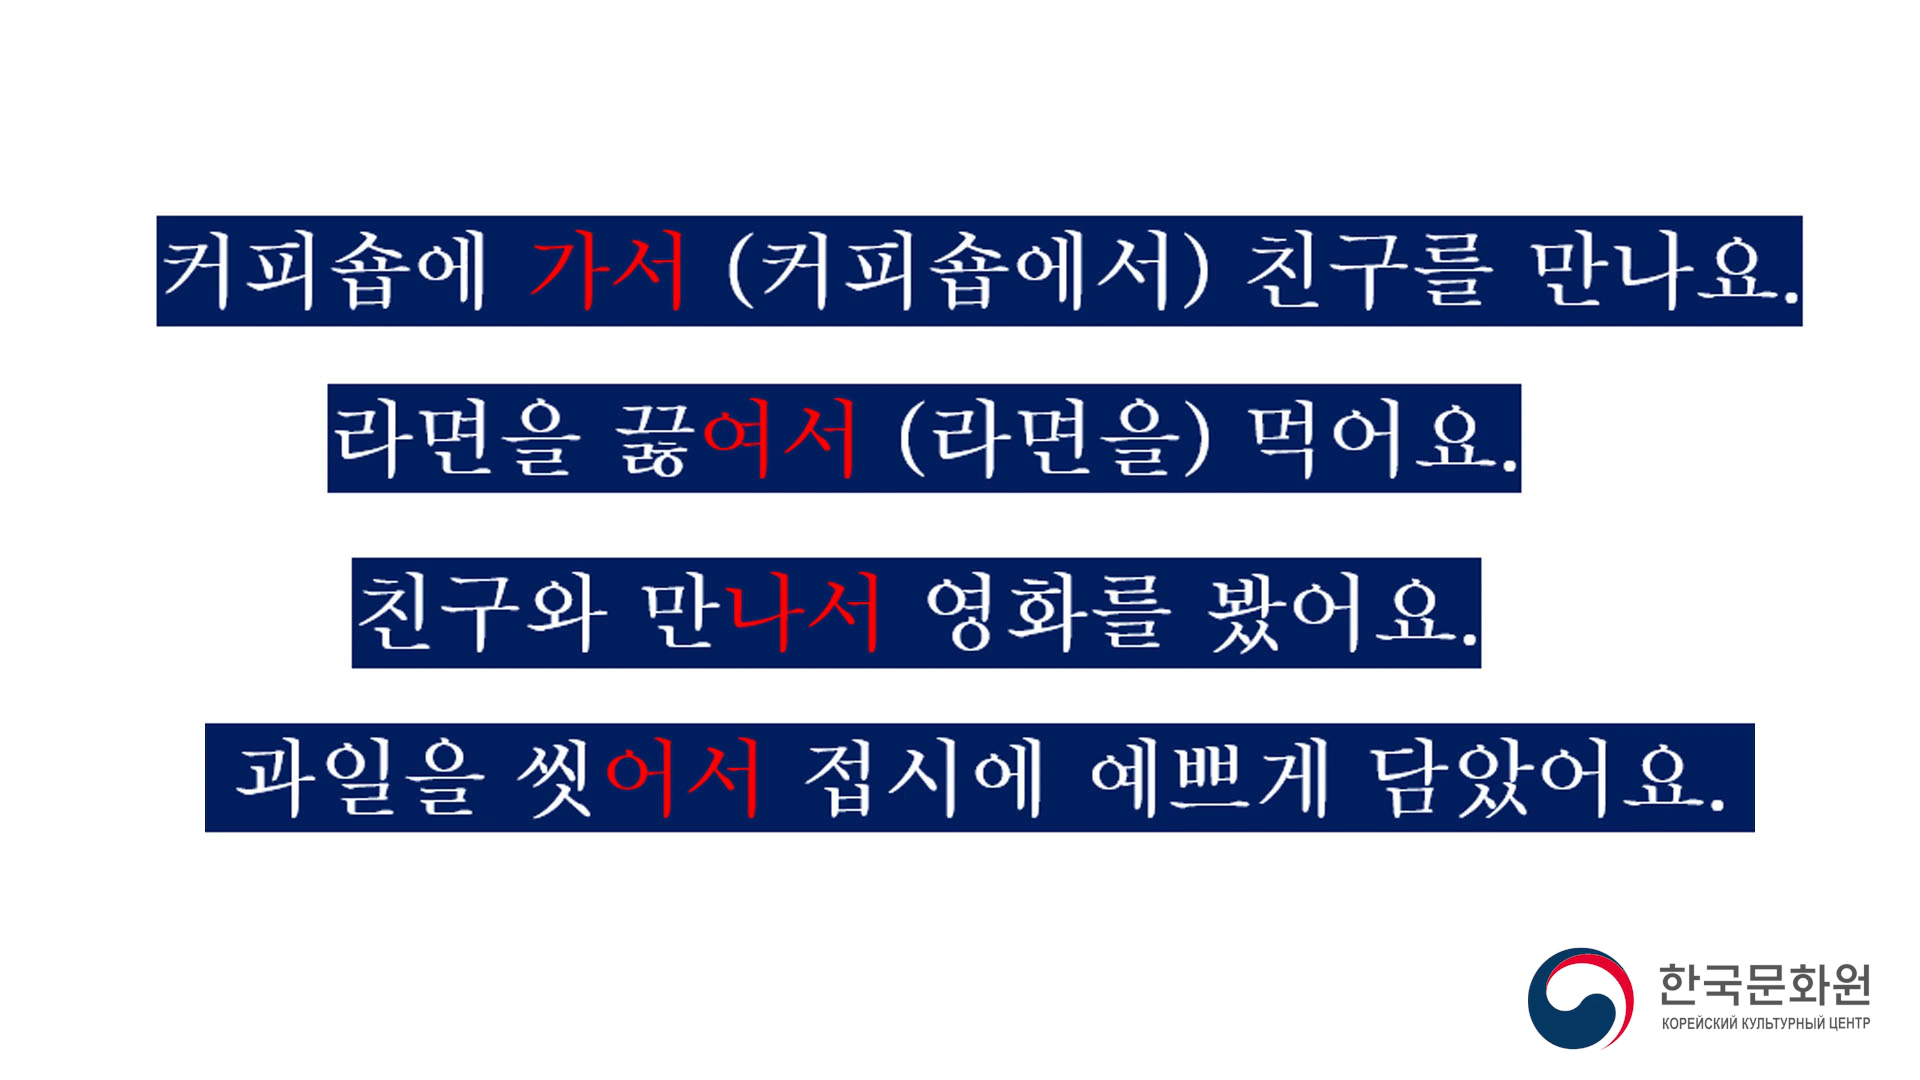 커피숍에 가서 (커피숍에서) 친구를 만나요.
라면을 끓여서 (라면을) 먹어요.
친구와 만나서 영화를 봤어요.
과일을 씻어서 접시에 예쁘게 담았어요.
한국문화원
КОРЕЙСКИЙ КУЛЬТУРНЫЙ ЦЕНТР